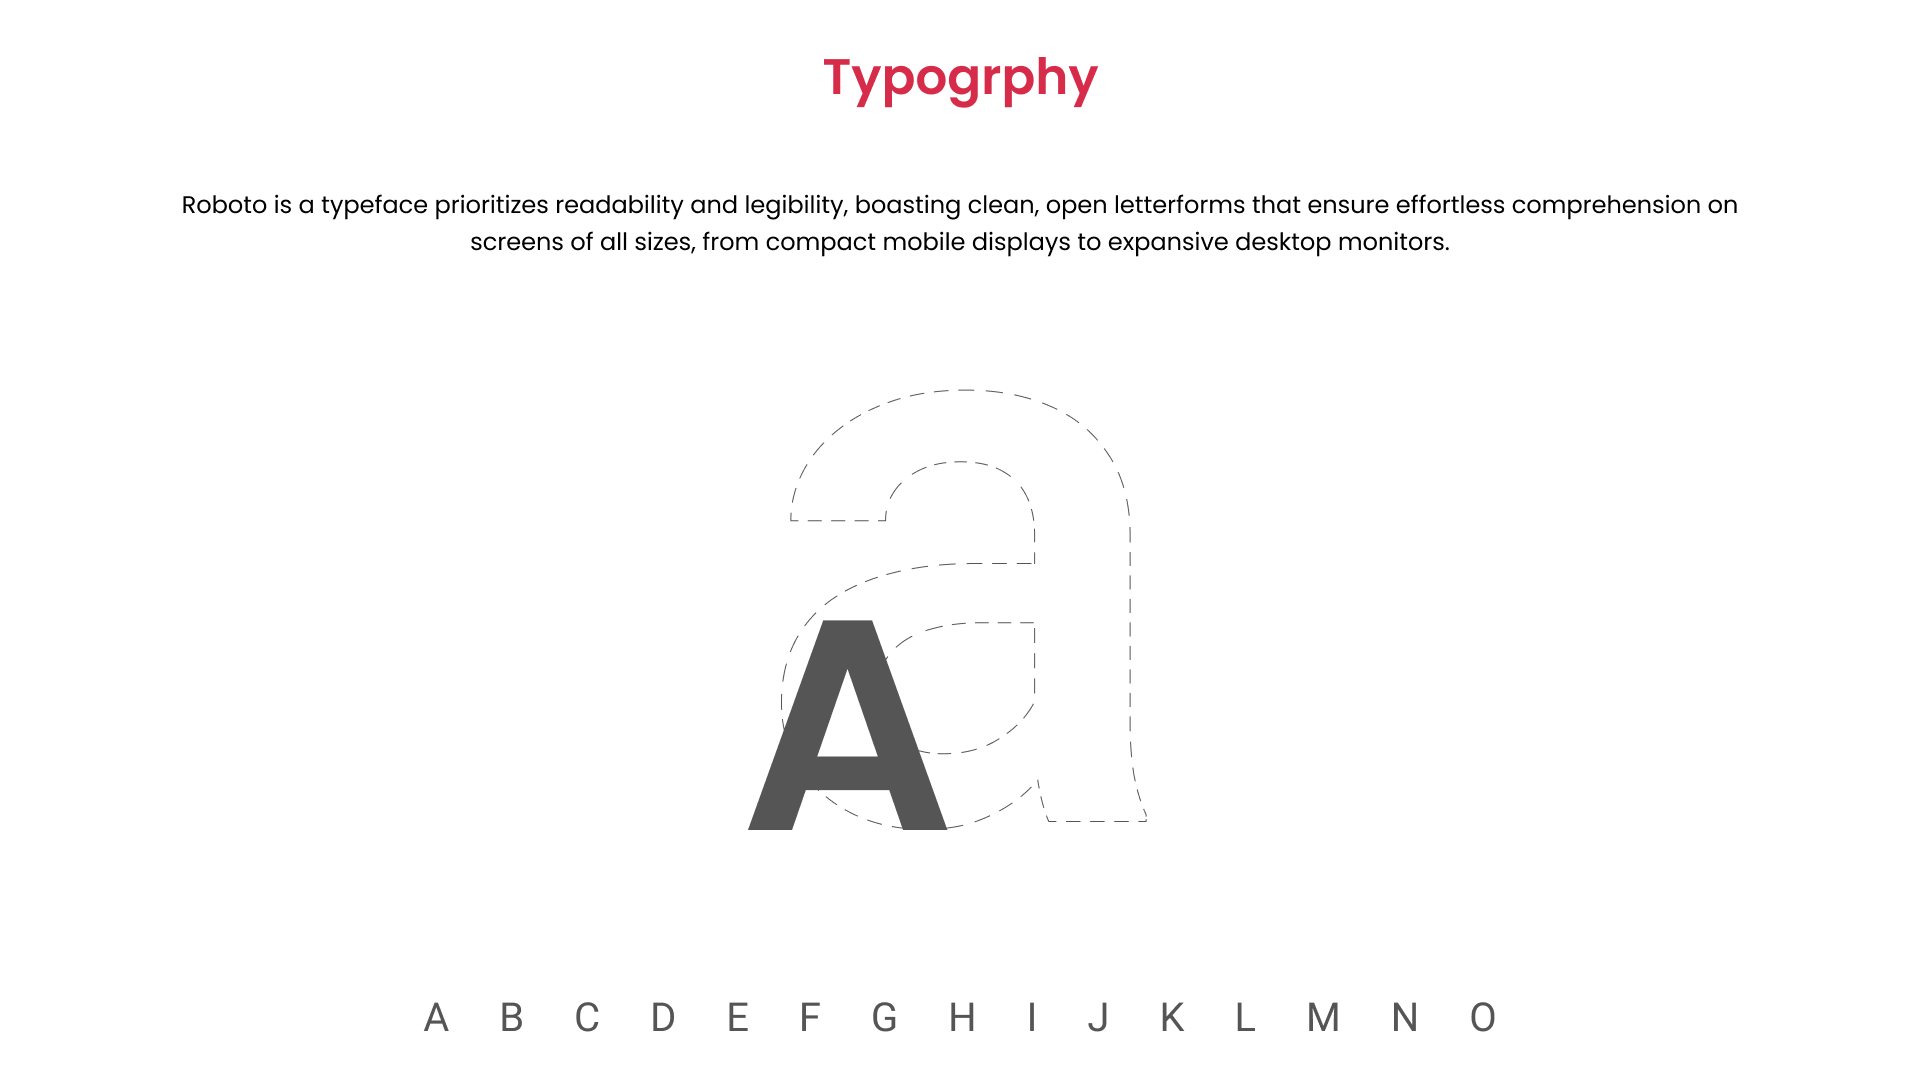 Typogrphy
Roboto is a typeface prioritizes readability and legibility, boasting clean, open letterforms that ensure effortless comprehension on
screens of all sizes, from compact mobile displays to expansive desktop monitors.
a
A
A B C D E F G H I J K L M N O